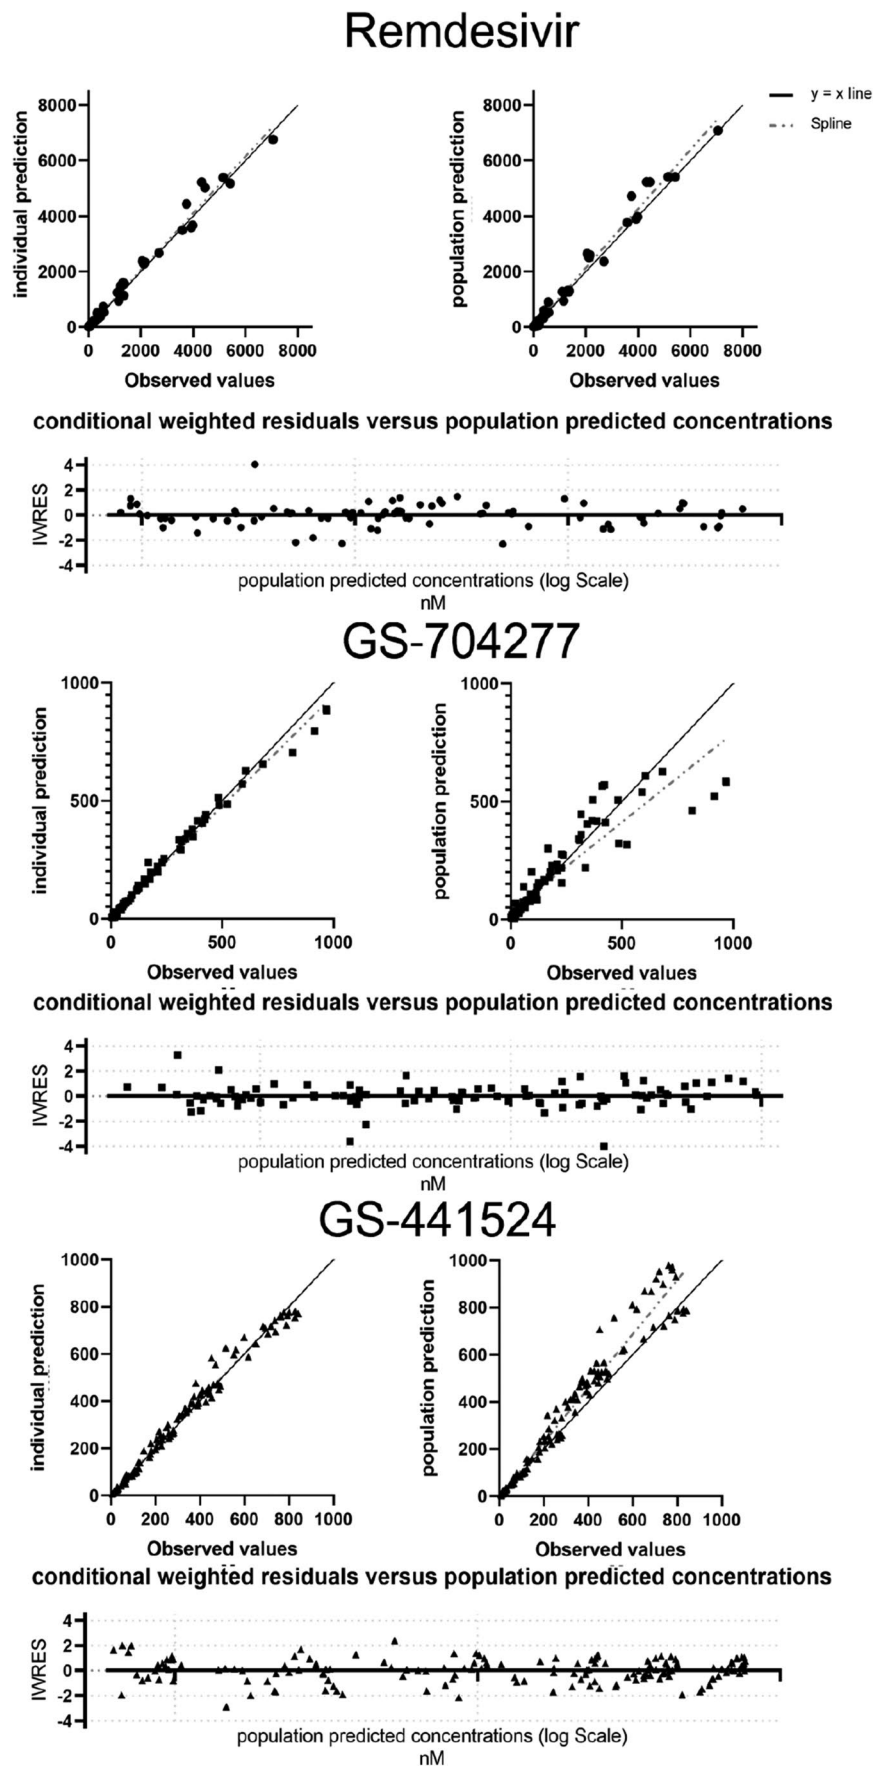 Remdesivir
individual prediction
8000
6000
4000
2000
0
0 2000 4000 6000 8000
Observed values
population prediction
8000
6000
4000
2000
0
0 2000 4000 6000 8000
Observed values
y = x line
Spline
conditional weighted residuals versus population predicted concentrations
IWRES
4
2
0
-2
-4
population predicted concentrations (log Scale)
nM
GS-704277
individual prediction
1000
500
0
0 500 1000
Observed values
population prediction
1000
500
0
0 500 1000
Observed values
conditional weighted residuals versus population predicted concentrations
IWRES
4
2
0
-2
-4
population predicted concentrations (log Scale)
nM
GS-441524
individual prediction
1000
800
600
400
200
0
0 200 400 600 800 1000
Observed values
population prediction
1000
800
600
400
200
0
0 200 400 600 800 1000
Observed values
conditional weighted residuals versus population predicted concentrations
IWRES
4
2
0
-2
-4
population predicted concentrations (log Scale)
nM